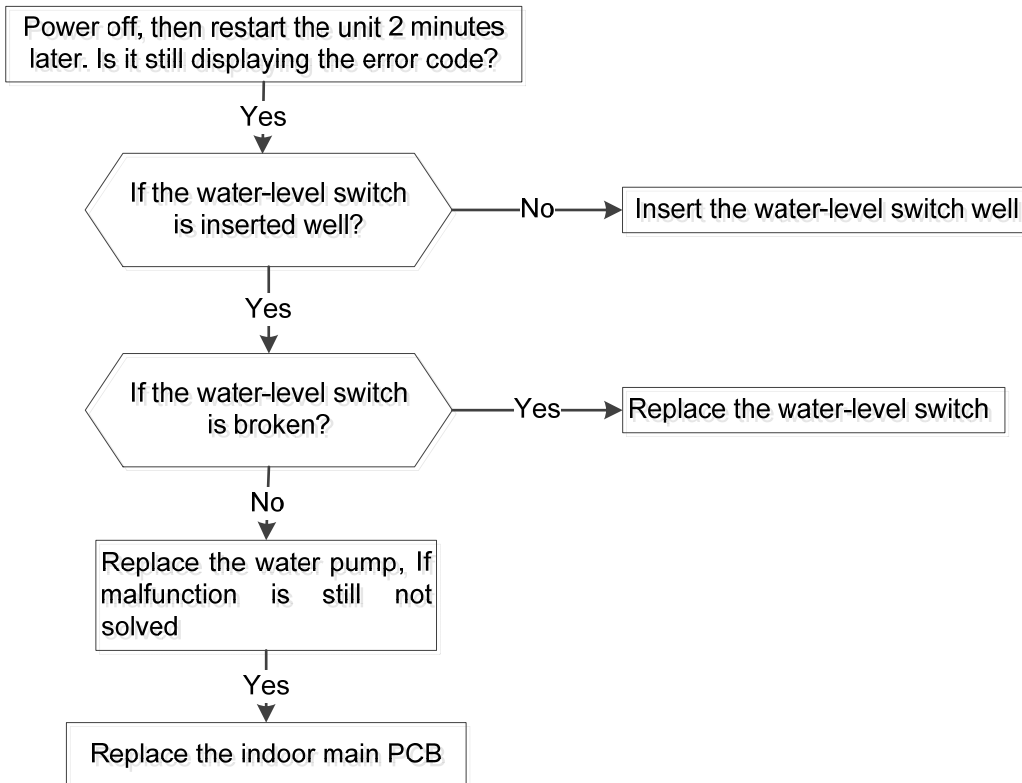 Power off, then restart the unit 2 minutes
later. Is it still displaying the error code?
Yes
If the water-level switch
is inserted well?
No
Insert the water-level switch well
Yes
If the water-level switch
is broken?
Yes
Replace the water-level switch
No
Replace the water pump, If
malfunction is still not
solved
Yes
Replace the indoor main PCB